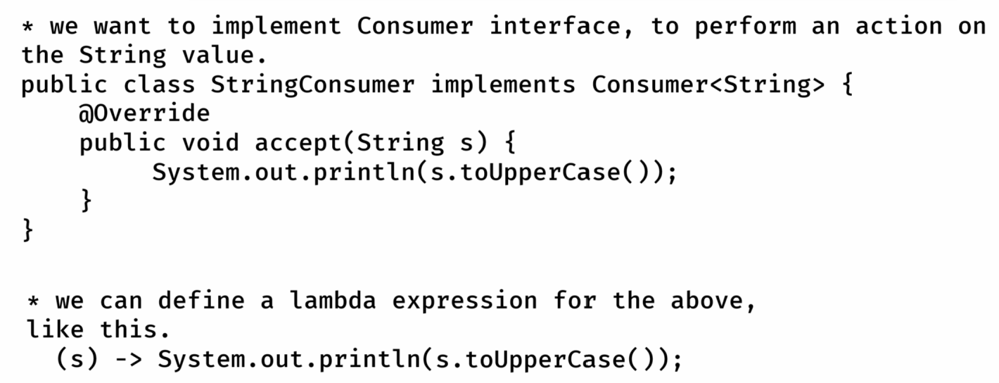 * we want to implement Consumer interface, to perform an action on
the String value.
public class StringConsumer implements Consumer<String> {
@Override
public void accept(String s) {
System.out.println(s.toUpperCase());
}
}
* we can define a lambda expression for the above,
like this.
(s) -> System.out.println(s.toUpperCase());